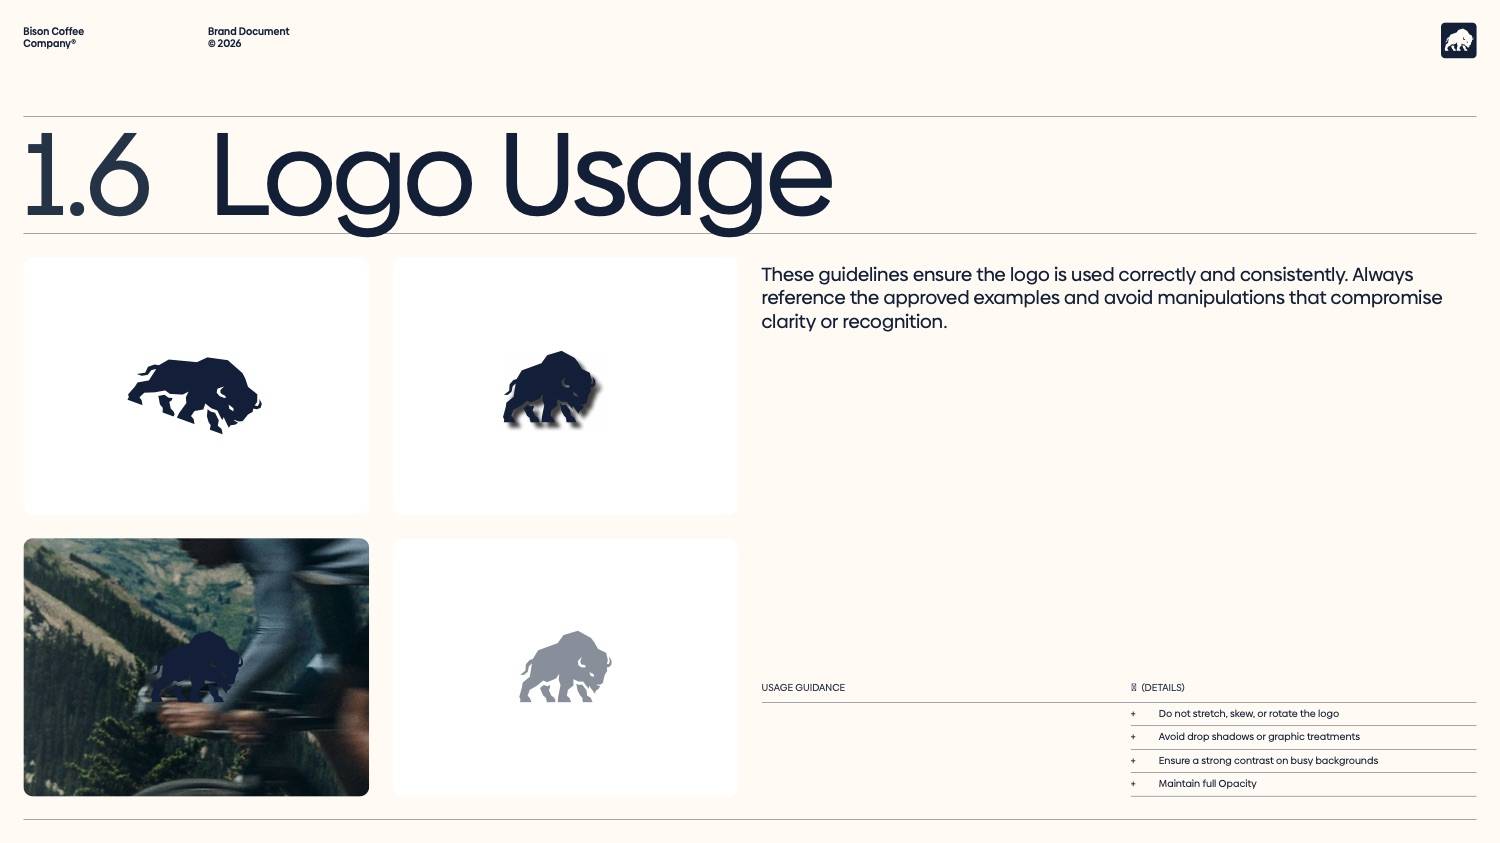 Bison Coffee
Company®
Brand Document
© 2026
1.6 Logo Usage
These guidelines ensure the logo is used correctly and consistently. Always
reference the approved examples and avoid manipulations that compromise
clarity or recognition.
USAGE GUIDANCE
(DETAILS)
+ Do not stretch, skew, or rotate the logo
+ Avoid drop shadows or graphic treatments
+ Ensure a strong contrast on busy backgrounds
+ Maintain full Opacity